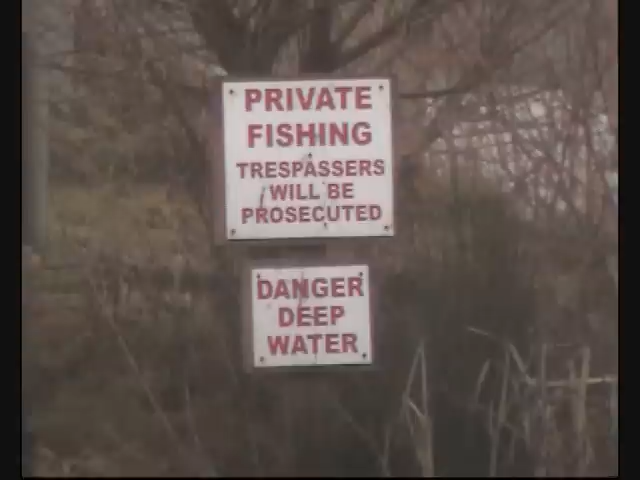 PRIVATE
FISHING
TRESPASSERS
WILL BE
PROSECUTED
DANGER
DEEP
WATER